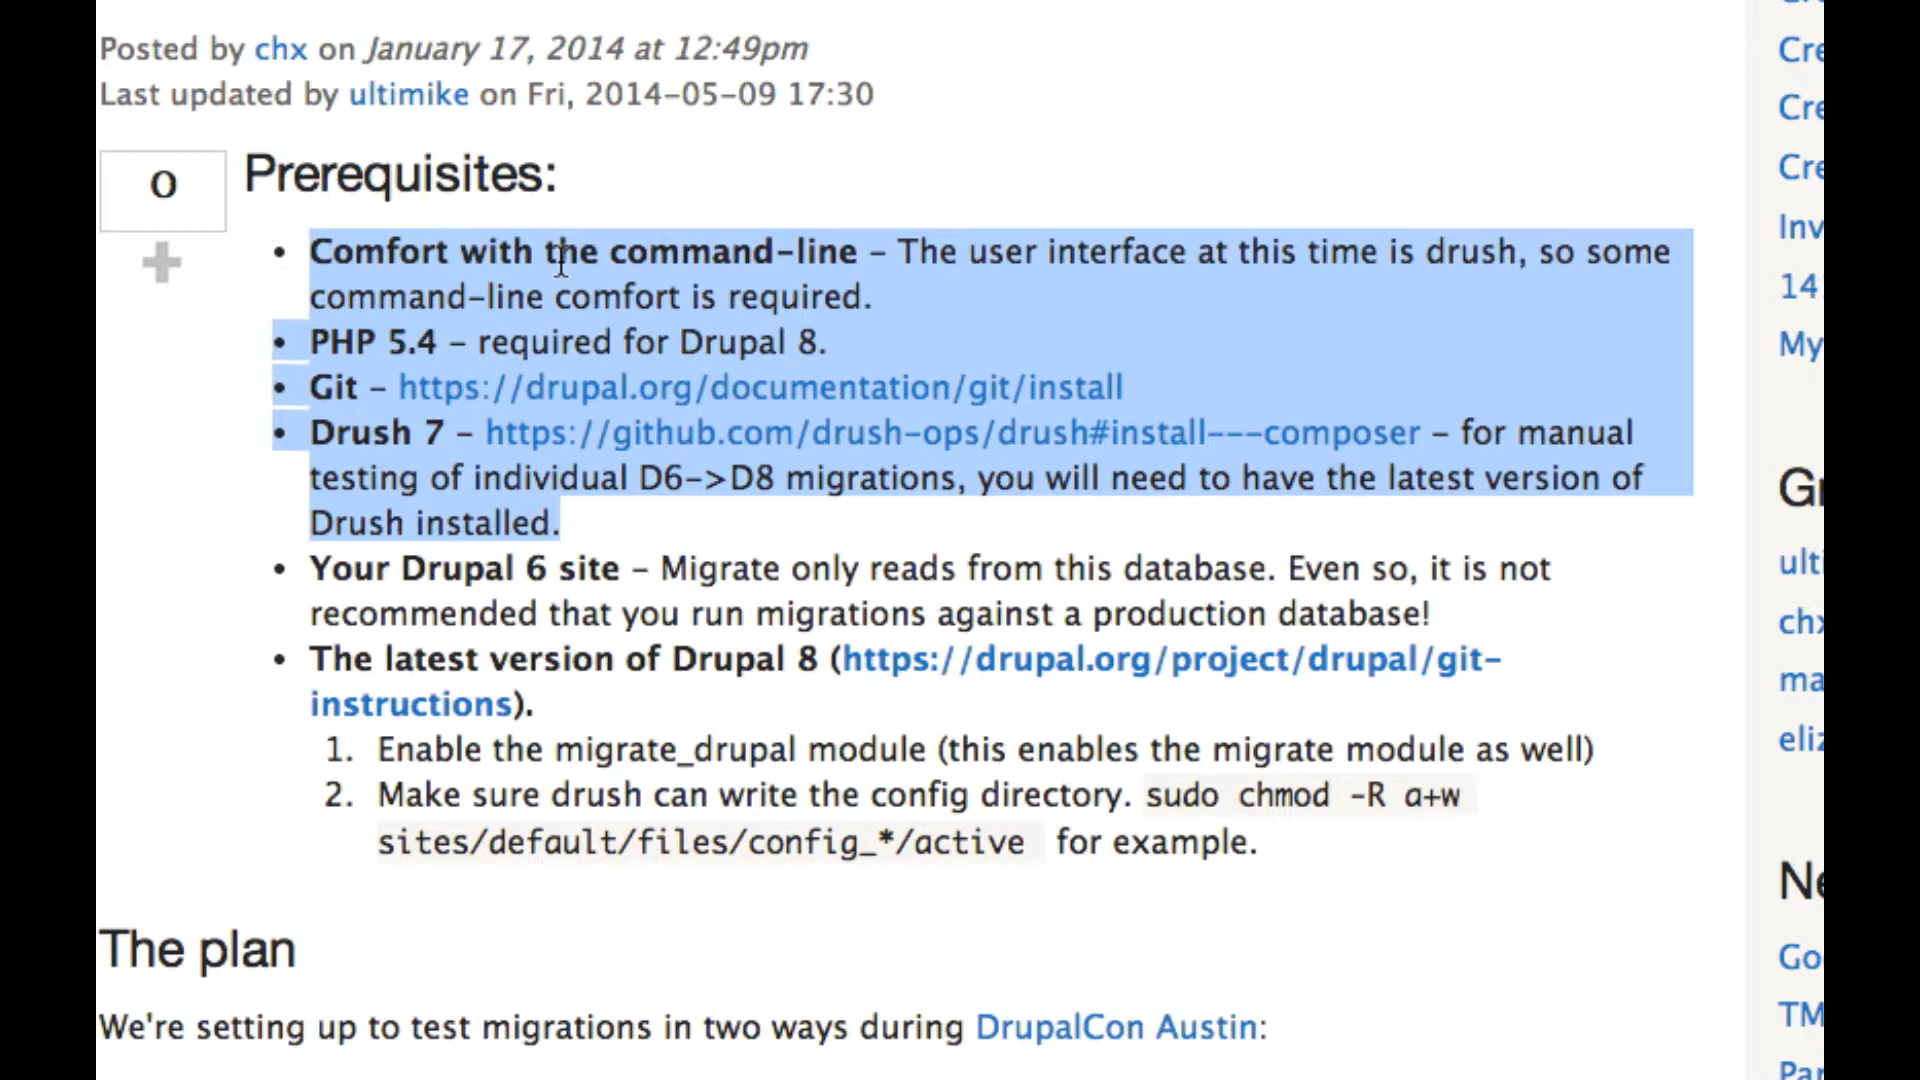 Posted by chx on January 17, 2014 at 12:49pm
Last updated by ultimike on Fri, 2014-05-09 17:30
0
Prerequisites:
• Comfort with the command-line – The user interface at this time is drush, so some
command-line comfort is required.
• PHP 5.4 – required for Drupal 8.
• Git – https://drupal.org/documentation/git/install
• Drush 7 – https://github.com/drush-ops/drush#install---composer – for manual
testing of individual D6->D8 migrations, you will need to have the latest version of
Drush installed.
• Your Drupal 6 site – Migrate only reads from this database. Even so, it is not
recommended that you run migrations against a production database!
• The latest version of Drupal 8 (https://drupal.org/project/drupal/git-
instructions).
1. Enable the migrate_drupal module (this enables the migrate module as well)
2. Make sure drush can write the config directory. sudo chmod -R a+w
sites/default/files/config_*/active for example.
The plan
We're setting up to test migrations in two ways during DrupalCon Austin:
Cre
Cre
Cre
Inv
14
My
Gr
ulti
chx
ma
eliz
Ne
Go
TM
Par